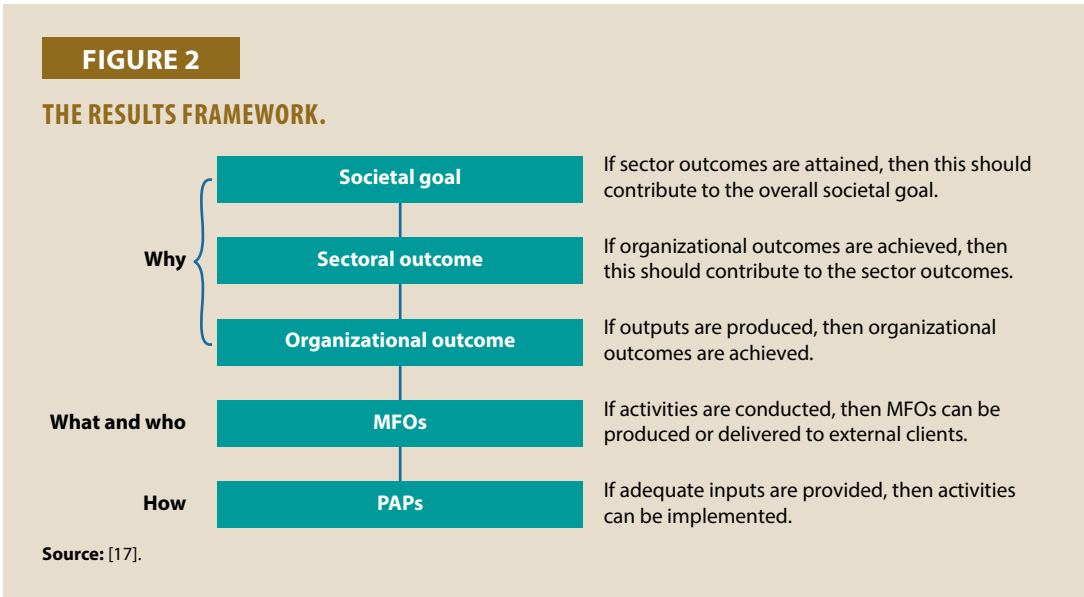 FIGURE 2
THE RESULTS FRAMEWORK.
Societal goal
If sector outcomes are attained, then this should
contribute to the overall societal goal.
Why
Sectoral outcome
If organizational outcomes are achieved, then
this should contribute to the sector outcomes.
Organizational outcome
If outputs are produced, then organizational
outcomes are achieved.
What and who
MFOs
If activities are conducted, then MFOs can be
produced or delivered to external clients.
How
PAPs
If adequate inputs are provided, then activities
can be implemented.
Source: [17].